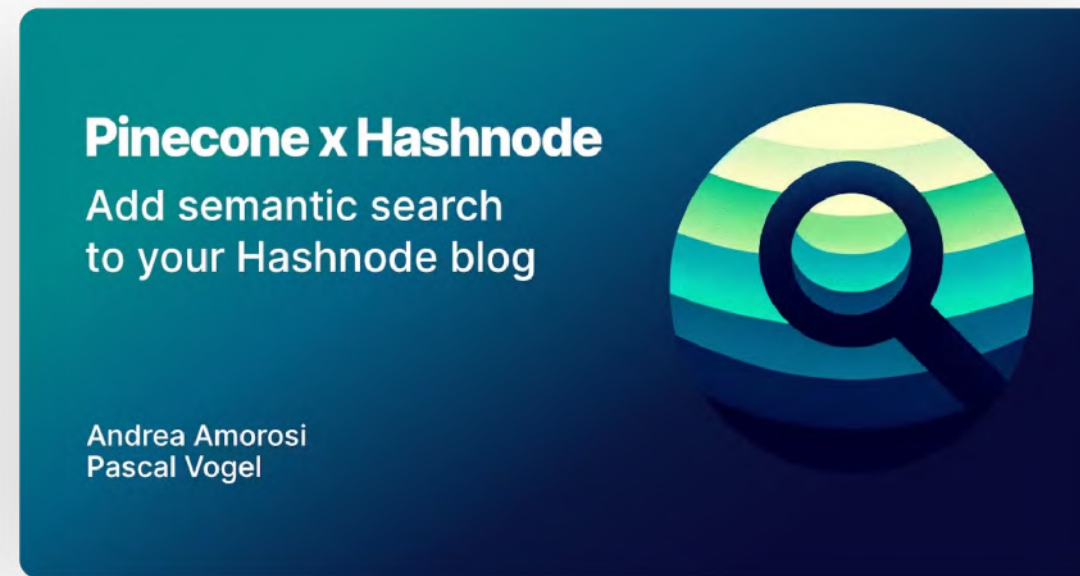 Pinecone x Hashnode
Add semantic search
to your Hashnode blog
Andrea Amorosi
Pascal Vogel